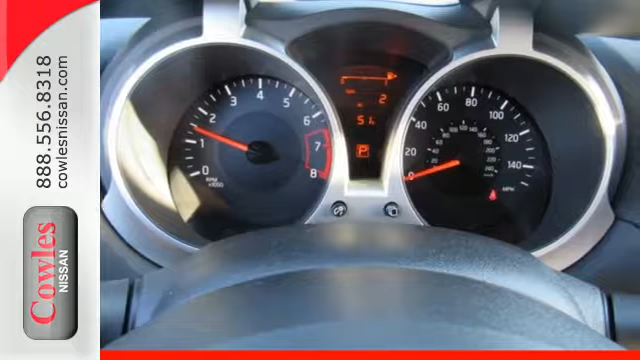 888.556.8318
cowlesnissan.com
Cowles
NISSAN
0 1 2 3 4 5 6 7 8
RPM
x1000
2
51
P
0 20 40 60 80 100 120 140
MPH